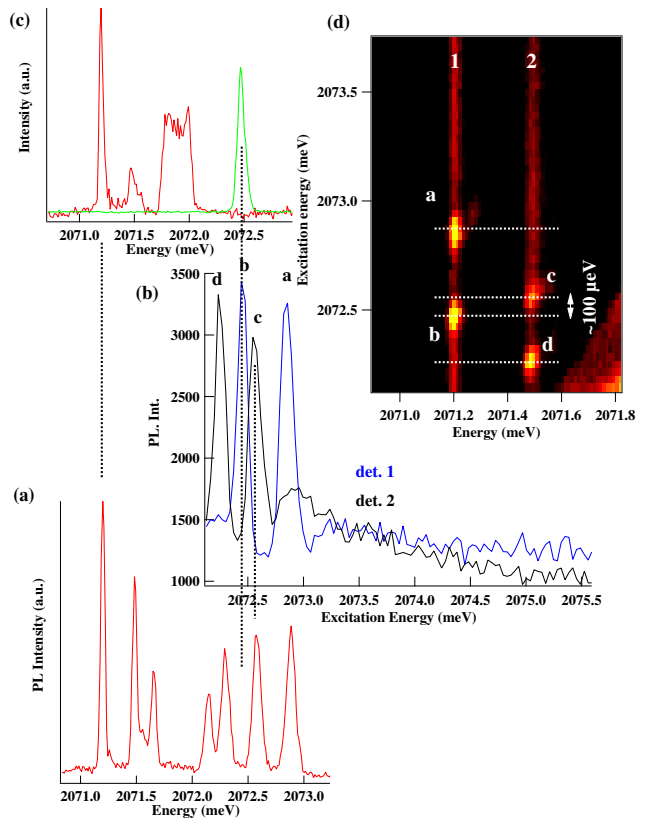 (c)
Intensity (a.u.)
2071.0 2071.5 2072.0 2072.5
Energy (meV)
(d)
1 2
2073.5
2073.0
2072.5
Excitation energy (meV)
a
b
c
d
~100 µeV
2071.0 2071.2 2071.4 2071.6 2071.8
Energy (meV)
(b)
3500
3000
2500
2000
1500
1000
PL. Int.
d b c a
det. 1
det. 2
2072.5 2073.0 2073.5 2074.0 2074.5 2075.0 2075.5
Excitation Energy (meV)
(a)
PL Intensity (a.u.)
2071.0 2071.5 2072.0 2072.5 2073.0
Energy (meV)